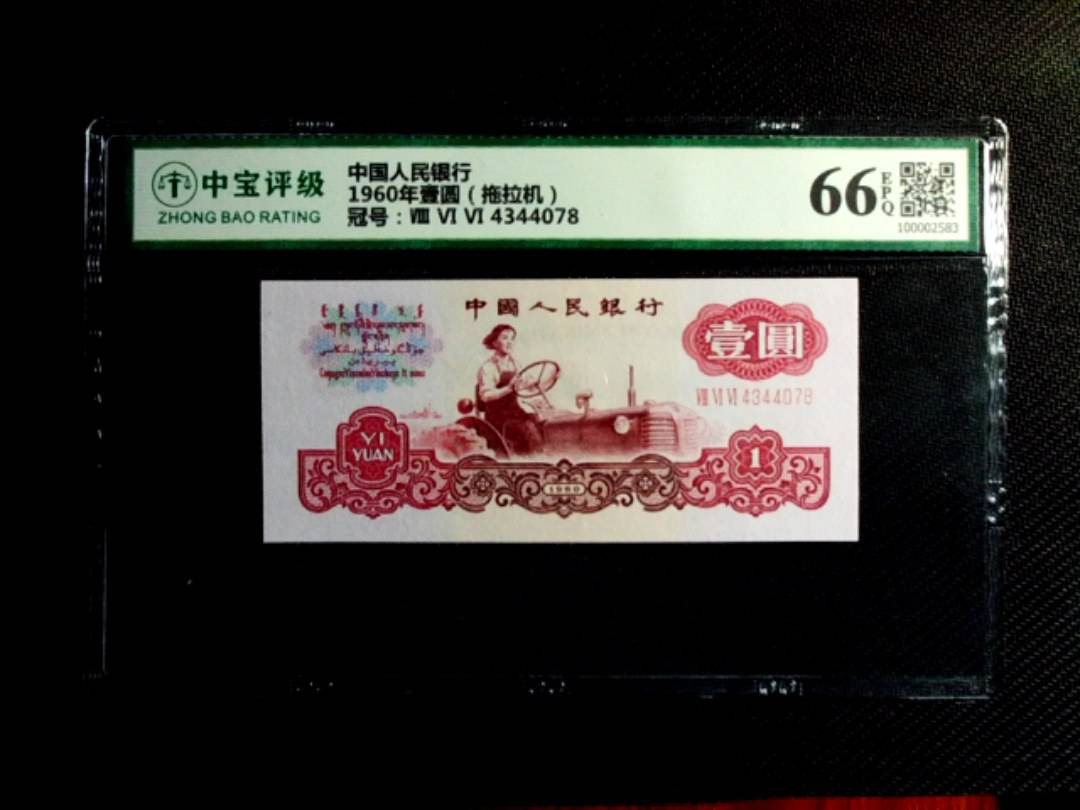 中宝评级
ZHONG BAO RATING
中国人民银行
1960年壹圆（拖拉机）
冠号：Ⅷ Ⅵ Ⅵ 4344078
66
EPQ
100002583
中國人民銀行
壹圓
Ⅷ Ⅵ Ⅵ 4344078
YI
YUAN
1
1960